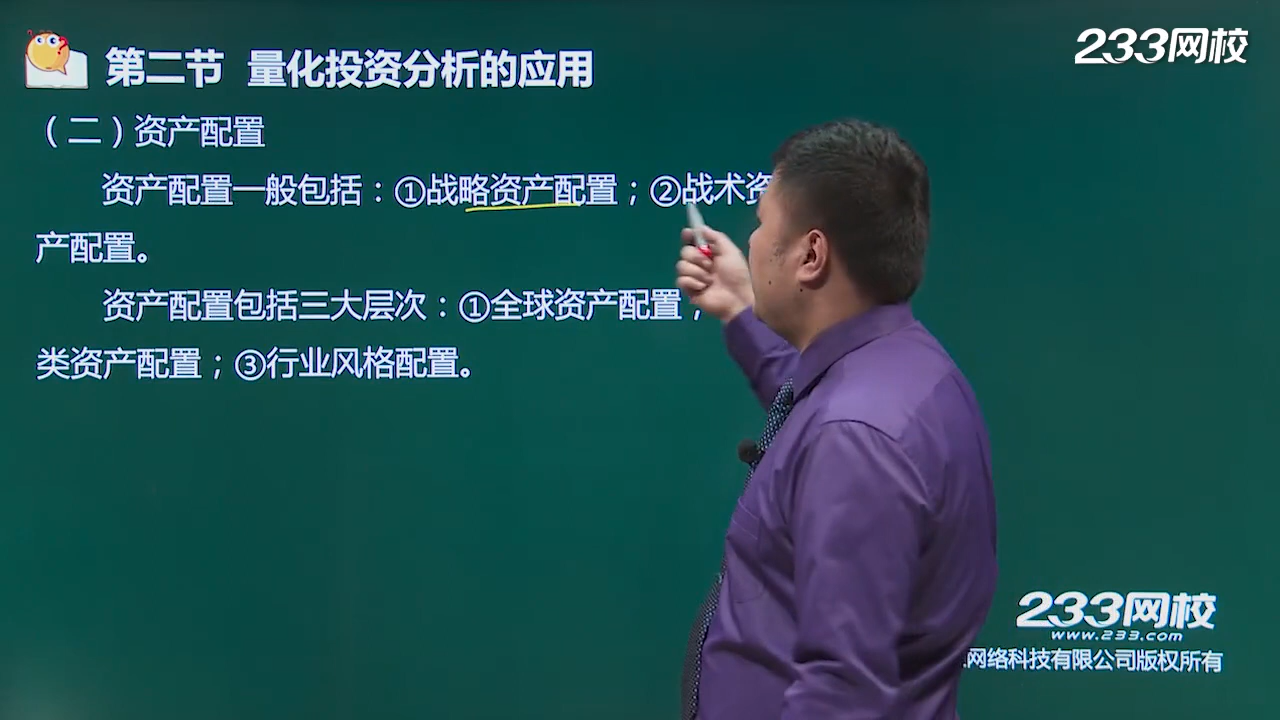 233网校
第二节 量化投资分析的应用
（二）资产配置
资产配置一般包括：①战略资产配置；②战术资
产配置。
资产配置包括三大层次：①全球资产配置；
类资产配置；③行业风格配置。
233网校
www.233.com
网络科技有限公司版权所有